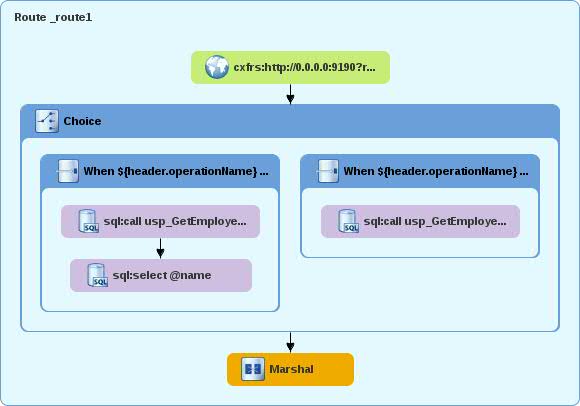 Route _route1
cxfrs:http://0.0.0.0:9190?r...
Choice
When ${header.operationName} ...
When ${header.operationName} ...
sql:call usp_GetEmploye...
sql:call usp_GetEmploye...
SQL
SQL
sql:select @name
SQL
Marshal